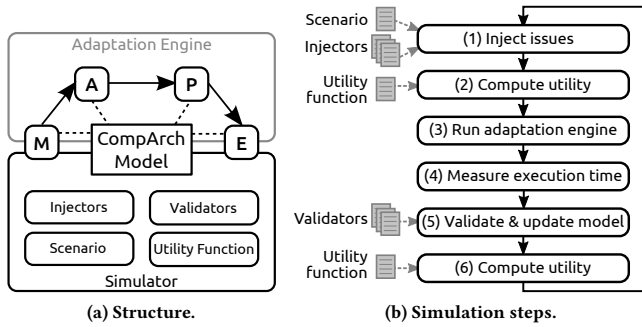 Adaptation Engine
A
P
M
CompArch
Model
E
Injectors
Validators
Scenario
Utility Function
Simulator
(a) Structure.
Scenario
Injectors
(1) Inject issues
Utility
function
(2) Compute utility
(3) Run adaptation engine
(4) Measure execution time
Validators
(5) Validate & update model
Utility
function
(6) Compute utility
(b) Simulation steps.